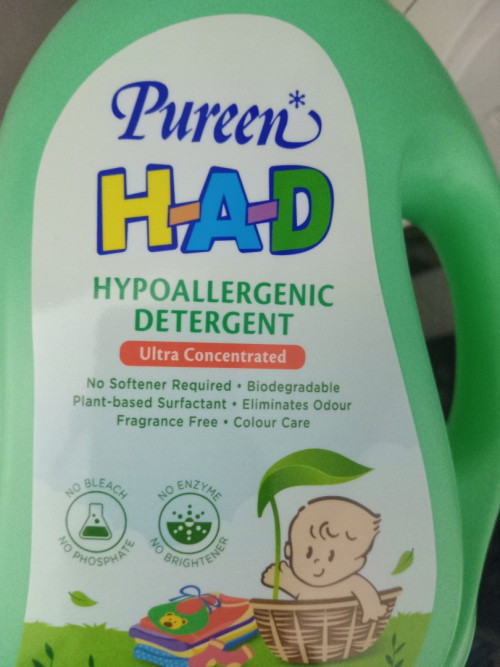 Pureen*
H-A-D
HYPOALLERGENIC
DETERGENT
Ultra Concentrated
No Softener Required • Biodegradable
Plant-based Surfactant • Eliminates Odour
Fragrance Free • Colour Care
NO BLEACH
NO PHOSPHATE
NO ENZYME
NO BRIGHTENER